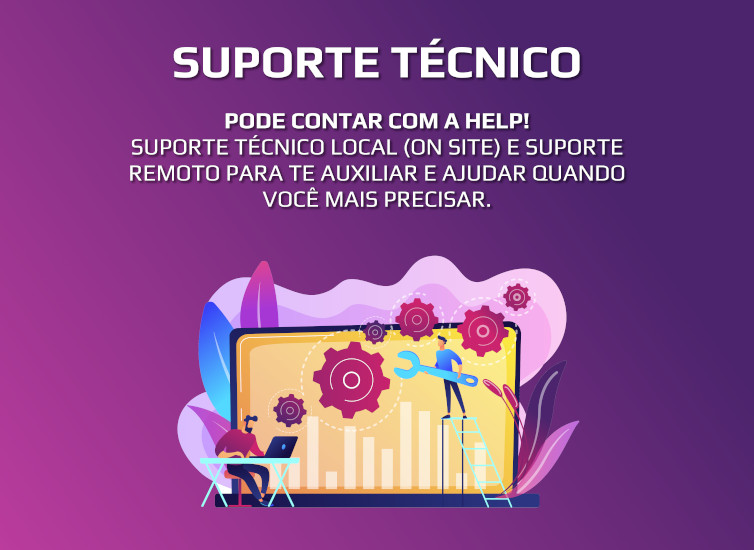 SUPORTE TÉCNICO
PODE CONTAR COM A HELP!
SUPORTE TÉCNICO LOCAL (ON SITE) E SUPORTE
REMOTO PARA TE AUXILIAR E AJUDAR QUANDO
VOCÊ MAIS PRECISAR.